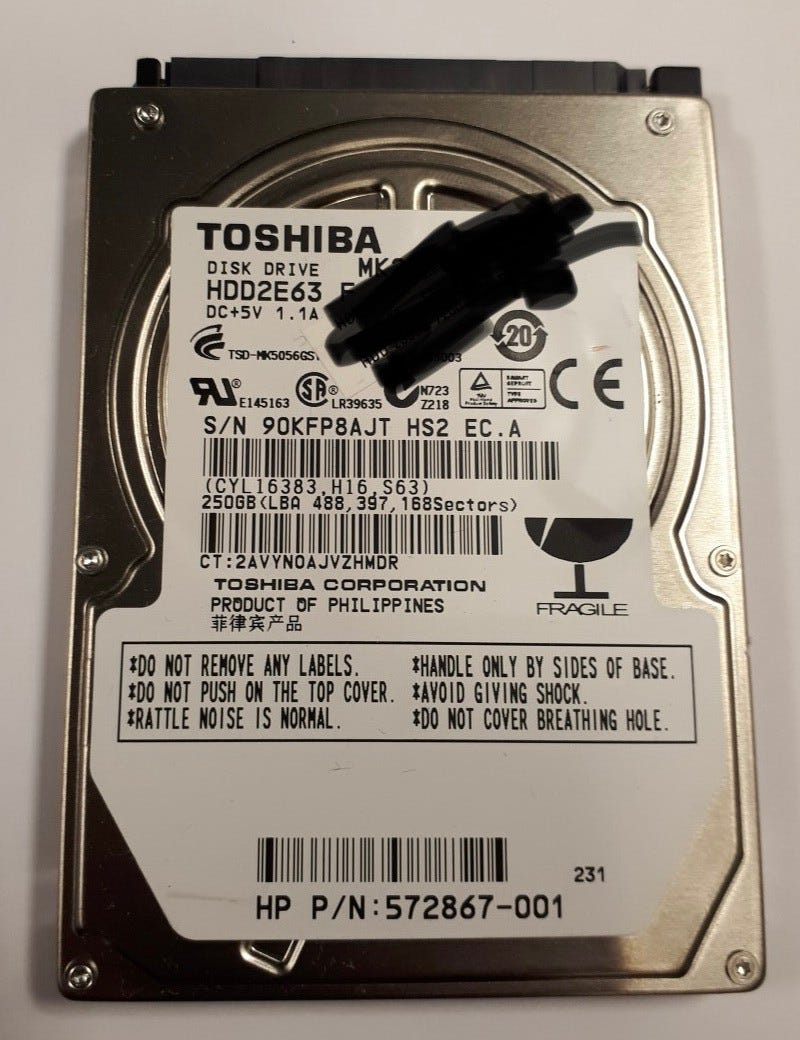 TOSHIBA
DISK DRIVE
HDD2E63
DC+5V 1.1A
20
E145163 LR39635 N723
Z218
S/N 90KFP8AJT HS2 EC.A
(CYL16383,H16,S63)
250GB(LBA 488,397,168Sectors)
CT:2AVYN0AJVZHMDR
TOSHIBA CORPORATION
PRODUCT OF PHILIPPINES
菲律宾产品
FRAGILE
*DO NOT REMOVE ANY LABELS. *HANDLE ONLY BY SIDES OF BASE.
*DO NOT PUSH ON THE TOP COVER. *AVOID GIVING SHOCK.
*RATTLE NOISE IS NORMAL. *DO NOT COVER BREATHING HOLE.
231
HP P/N:572867-001